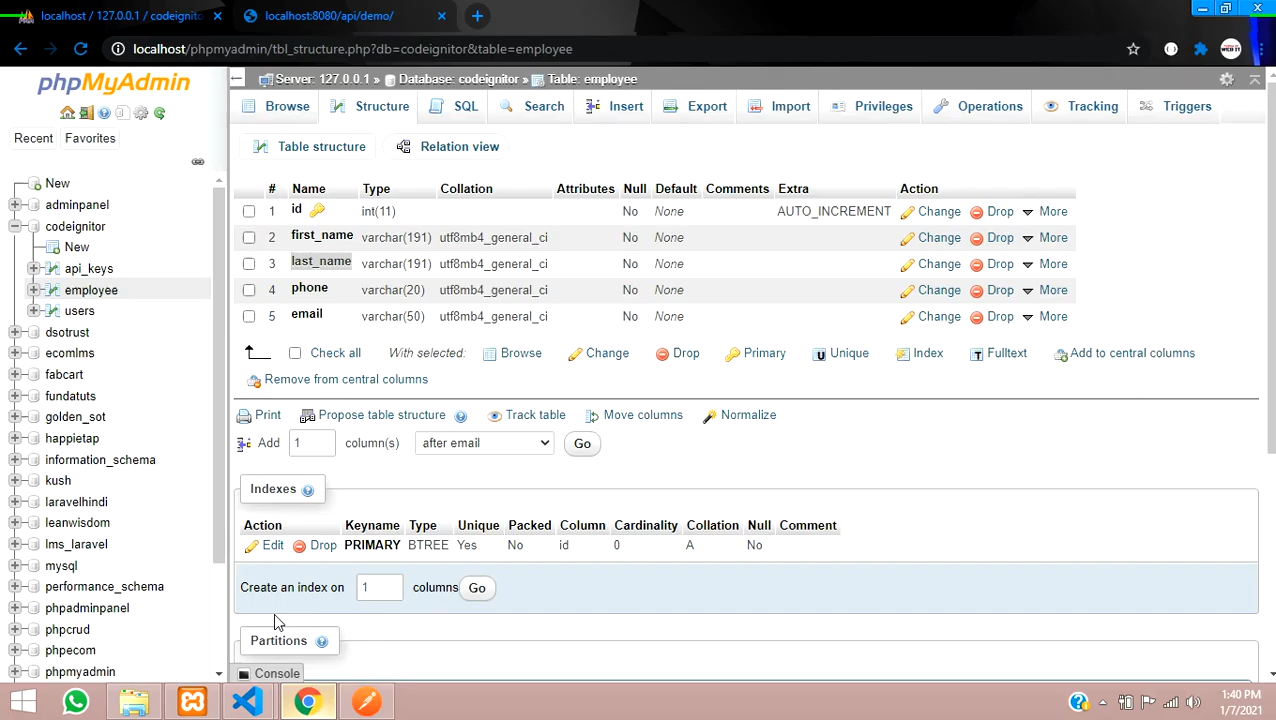 localhost / 127.0.0.1 / codeignito
localhost:8080/api/demo/
localhost/phpmyadmin/tbl_structure.php?db=codeignitor&table=employee
phpMyAdmin
Recent Favorites
New
adminpanel
codeignitor
New
api_keys
employee
users
dsotrust
ecomlms
fabcart
fundatuts
golden_sot
happietap
information_schema
kush
laravelhindi
leanwisdom
lms_laravel
mysql
performance_schema
phpadminpanel
phpcrud
phpecom
phpmyadmin
Server: 127.0.0.1 » Database: codeignitor » Table: employee
Browse Structure SQL Search Insert Export Import Privileges Operations Tracking Triggers
Table structure Relation view
# Name Type Collation Attributes Null Default Comments Extra Action
1 id int(11) No None AUTO_INCREMENT Change Drop More
2 first_name varchar(191) utf8mb4_general_ci No None Change Drop More
3 last_name varchar(191) utf8mb4_general_ci No None Change Drop More
4 phone varchar(20) utf8mb4_general_ci No None Change Drop More
5 email varchar(50) utf8mb4_general_ci No None Change Drop More
Check all With selected: Browse Change Drop Primary Unique Index Fulltext Add to central columns
Remove from central columns
Print Propose table structure Track table Move columns Normalize
Add 1 column(s) after email Go
Indexes
Action Keyname Type Unique Packed Column Cardinality Collation Null Comment
Edit Drop PRIMARY BTREE Yes No id 0 A No
Create an index on 1 columns Go
Partitions
Console
1:40 PM
1/7/2021